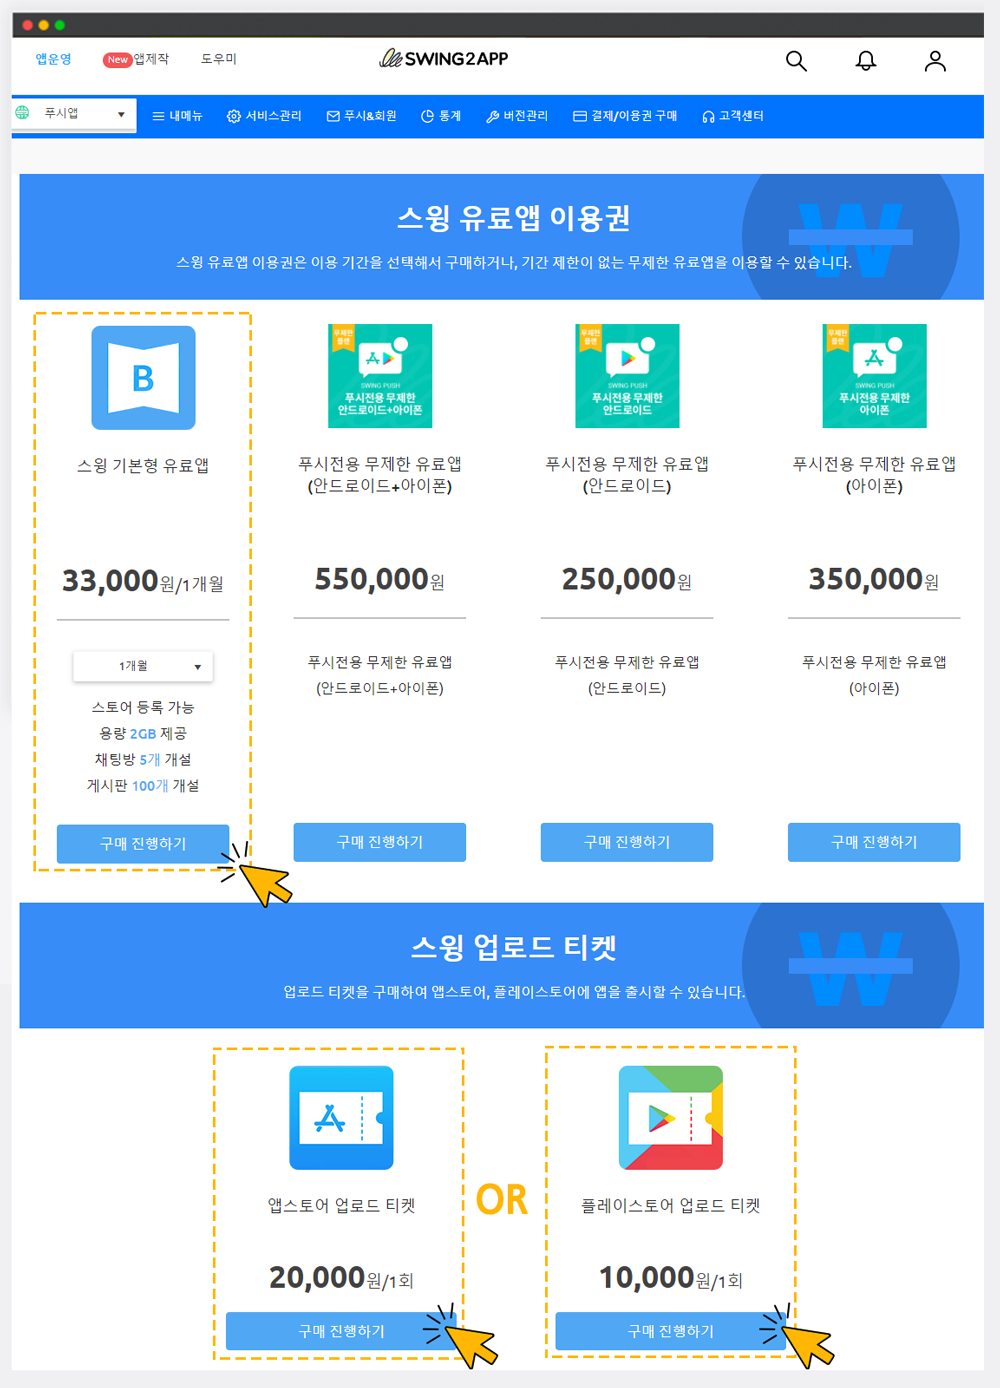 앱운영
New 앱제작
도우미
SWING2APP
푸시앱
내메뉴
서비스관리
푸시&회원
통계
버전관리
결제/이용권 구매
고객센터
스윙 유료앱 이용권
스윙 유료앱 이용권은 이용 기간을 선택해서 구매하거나, 기간 제한이 없는 무제한 유료앱을 이용할 수 있습니다.
B
스윙 기본형 유료앱
33,000원/1개월
1개월
스토어 등록 가능
용량 2GB 제공
채팅방 5개 개설
게시판 100개 개설
구매 진행하기
무제한
플랜
SWING PUSH
푸시전용 무제한
안드로이드+아이폰
푸시전용 무제한 유료앱
(안드로이드+아이폰)
550,000원
푸시전용 무제한 유료앱
(안드로이드+아이폰)
구매 진행하기
무제한
플랜
SWING PUSH
푸시전용 무제한
안드로이드
푸시전용 무제한 유료앱
(안드로이드)
250,000원
푸시전용 무제한 유료앱
(안드로이드)
구매 진행하기
무제한
플랜
SWING PUSH
푸시전용 무제한
아이폰
푸시전용 무제한 유료앱
(아이폰)
350,000원
푸시전용 무제한 유료앱
(아이폰)
구매 진행하기
스윙 업로드 티켓
업로드 티켓을 구매하여 앱스토어, 플레이스토어에 앱을 출시할 수 있습니다.
앱스토어 업로드 티켓
20,000원/1회
구매 진행하기
OR
플레이스토어 업로드 티켓
10,000원/1회
구매 진행하기